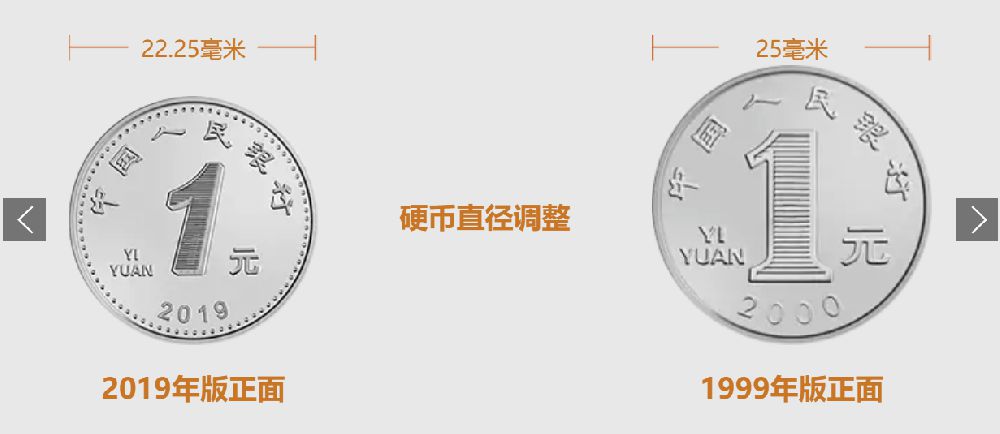 22.25毫米
25毫米
中国人民银行
1
YI
YUAN
元
2019
硬币直径调整
中国人民银行
1
YI
YUAN
元
2000
2019年版正面
1999年版正面